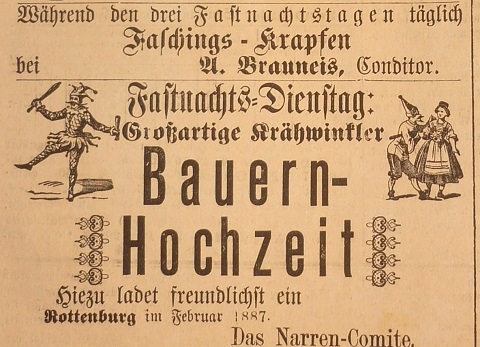 Während den drei Fastnachtstagen täglich
Faschings - Krapfen
bei A. Brauneis, Conditor.
Fastnachts-Dienstag:
Großartige Krähwinkler
Bauern-
Hochzeit
Hiezu ladet freundlichst ein
Rottenburg im Februar 1887.
Das Narren-Comite.